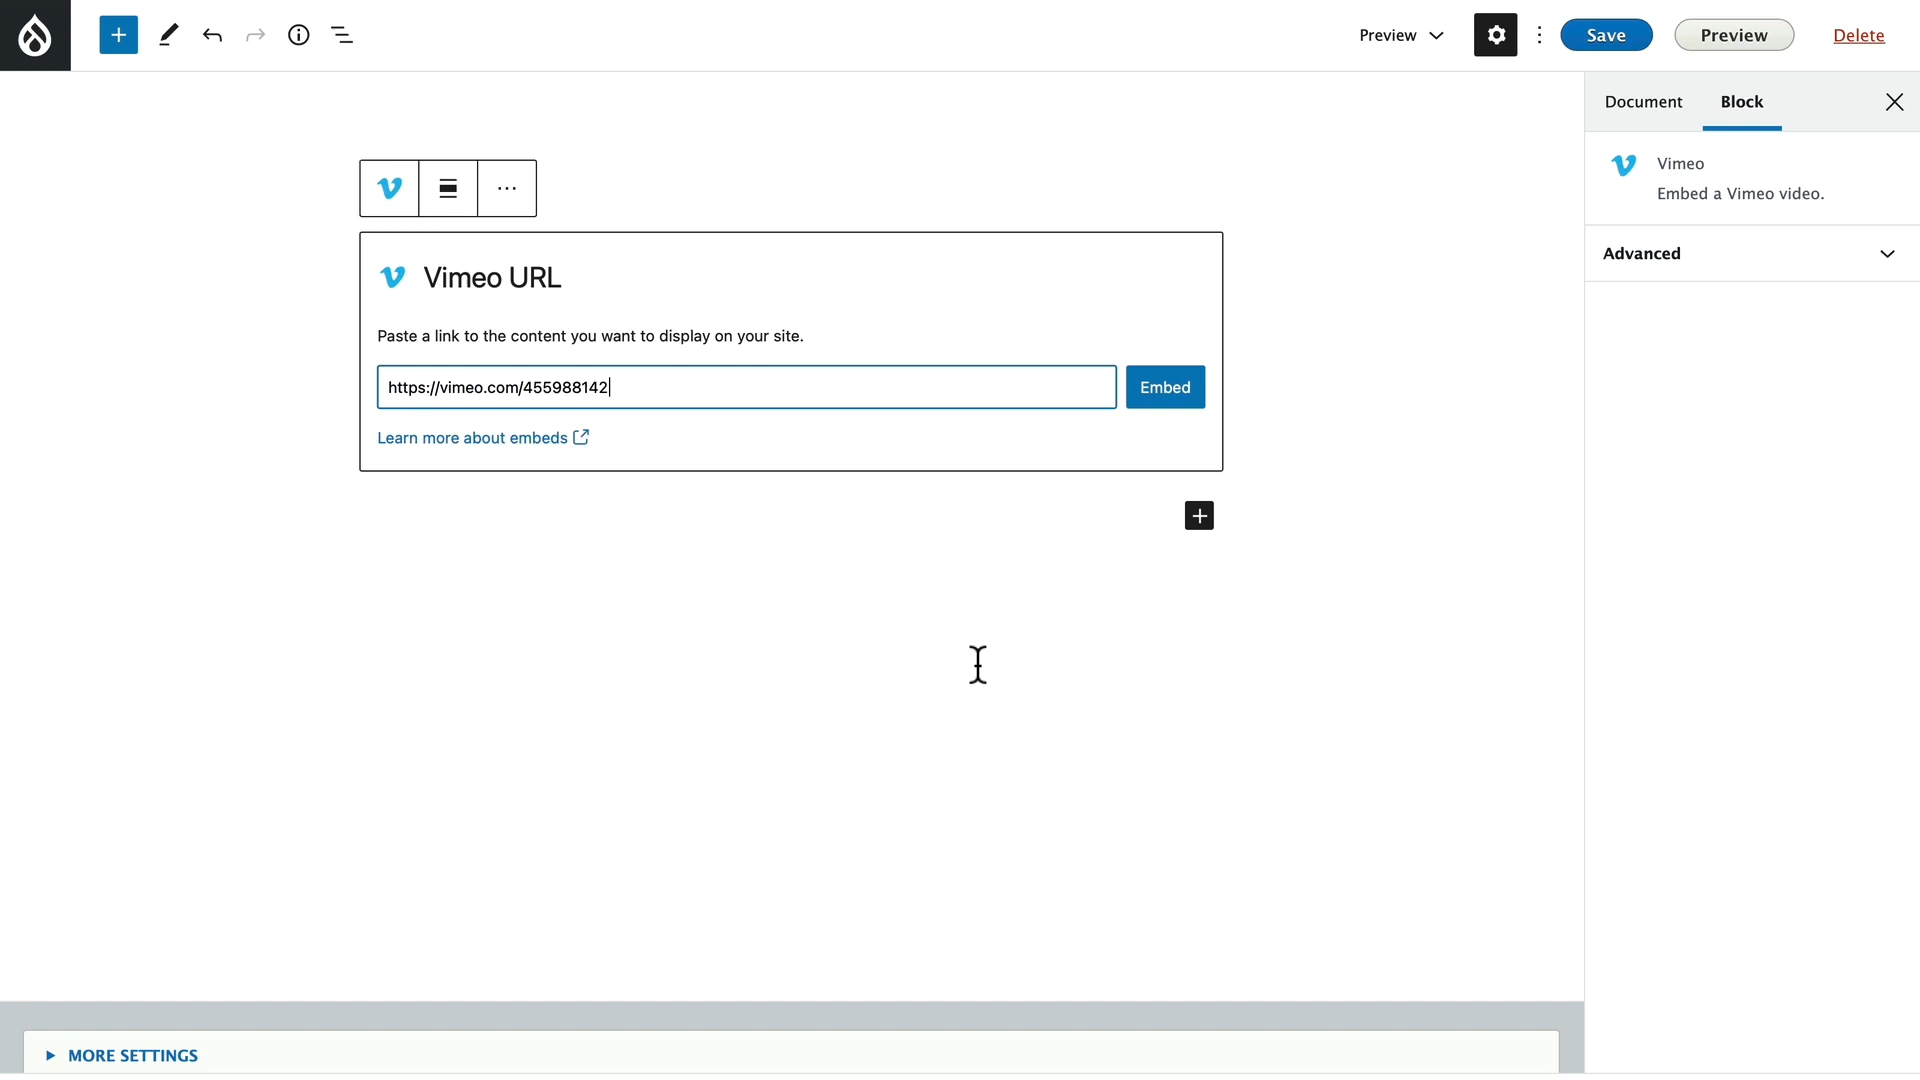 Preview
Save
Preview
Delete
Document
Block
Vimeo
Embed a Vimeo video.
Advanced
Vimeo URL
Paste a link to the content you want to display on your site.
https://vimeo.com/455988142
Embed
Learn more about embeds
MORE SETTINGS